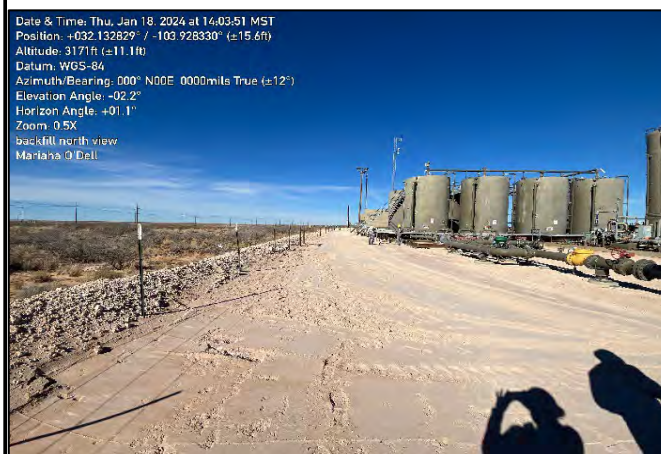 Date & Time: Thu, Jan 18, 2024 at 14:03:51 MST
Position: +032.132829° / -103.928330° (±15.6ft)
Altitude: 3171ft (±11.1ft)
Datum: WGS-84
Azimuth/Bearing: 000° N00E 0000mils True (±12°)
Elevation Angle: -02.2°
Horizon Angle: +01.1°
Zoom: 0.5X
backfill north view
Mariaha O'Dell